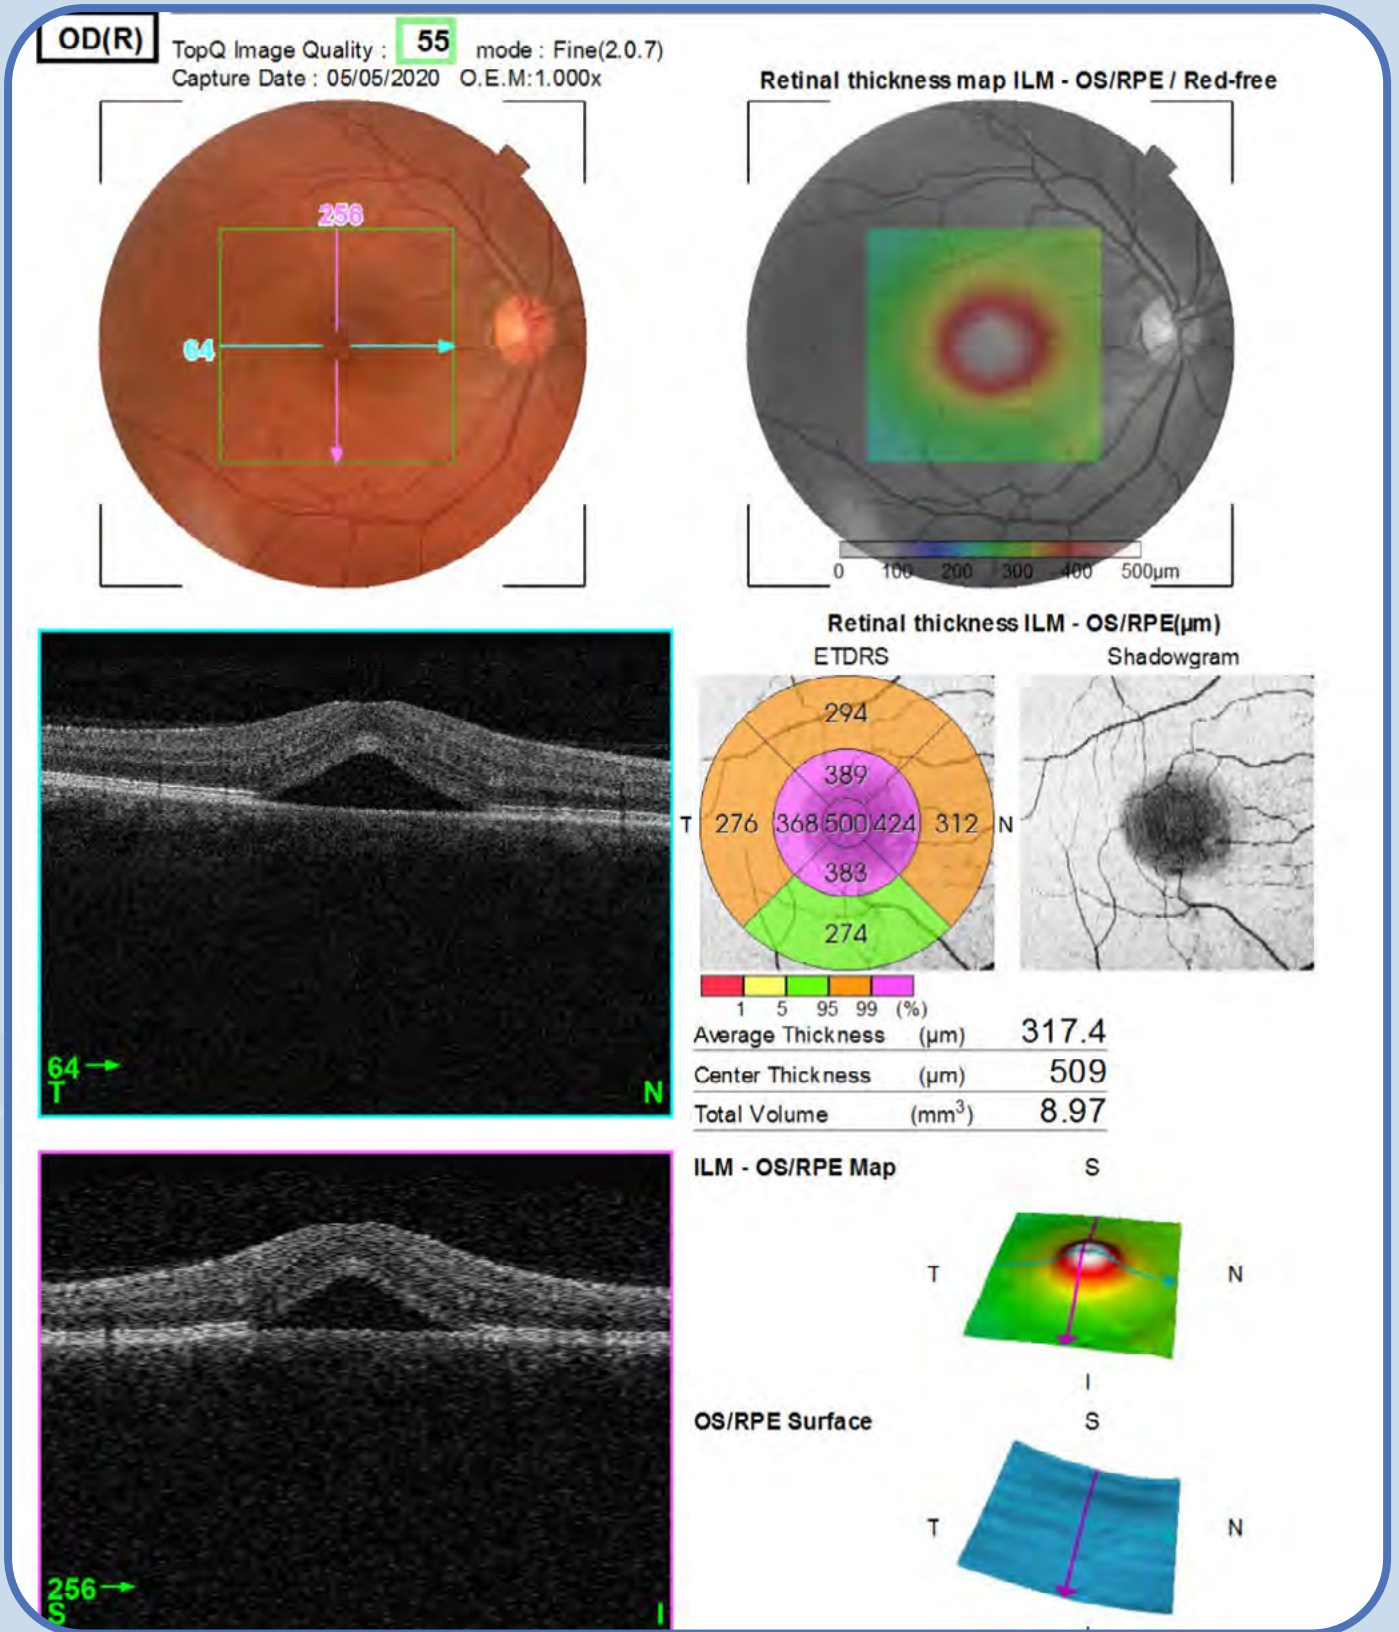 OD(R)
TopQ Image Quality : 55 mode : Fine(2.0.7)
Capture Date : 05/05/2020 O.E.M:1.000x
Retinal thickness map ILM - OS/RPE / Red-free
256
64
0 100 200 300 400 500µm
Retinal thickness ILM - OS/RPE(µm)
ETDRS
Shadowgram
294
389
T 276 368 500 424 312 N
383
274
1 5 95 99 (%)
Average Thickness (µm) 317.4
Center Thickness (µm) 509
Total Volume (mm³) 8.97
64
T N
ILM - OS/RPE Map
S
T N
I
OS/RPE Surface
S
T N
256
S I